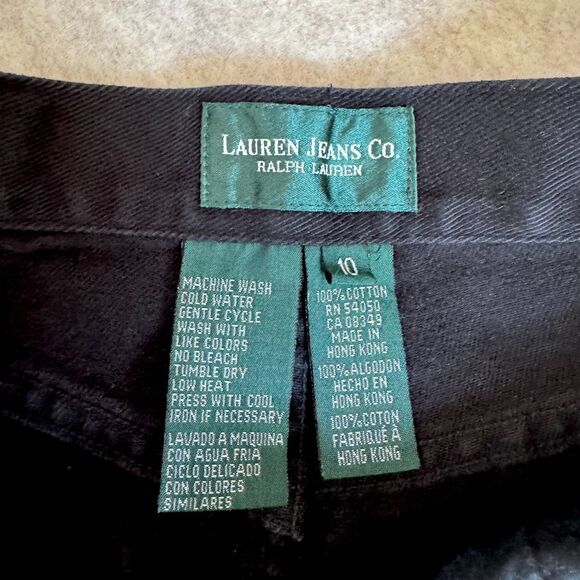 LAUREN JEANS CO.
RALPH LAUREN
MACHINE WASH
COLD WATER
GENTLE CYCLE
WASH WITH
LIKE COLORS
NO BLEACH
TUMBLE DRY
LOW HEAT
PRESS WITH COOL
IRON IF NECESSARY
LAVADO A MAQUINA
CON AGUA FRIA
CICLO DELICADO
CON COLORES
SIMILARES
10
100% COTTON
RN 54050
CA 08349
MADE IN
HONG KONG
100% ALGODON
HECHO EN
HONG KONG
100% COTON
FABRIQUÉ À
HONG KONG